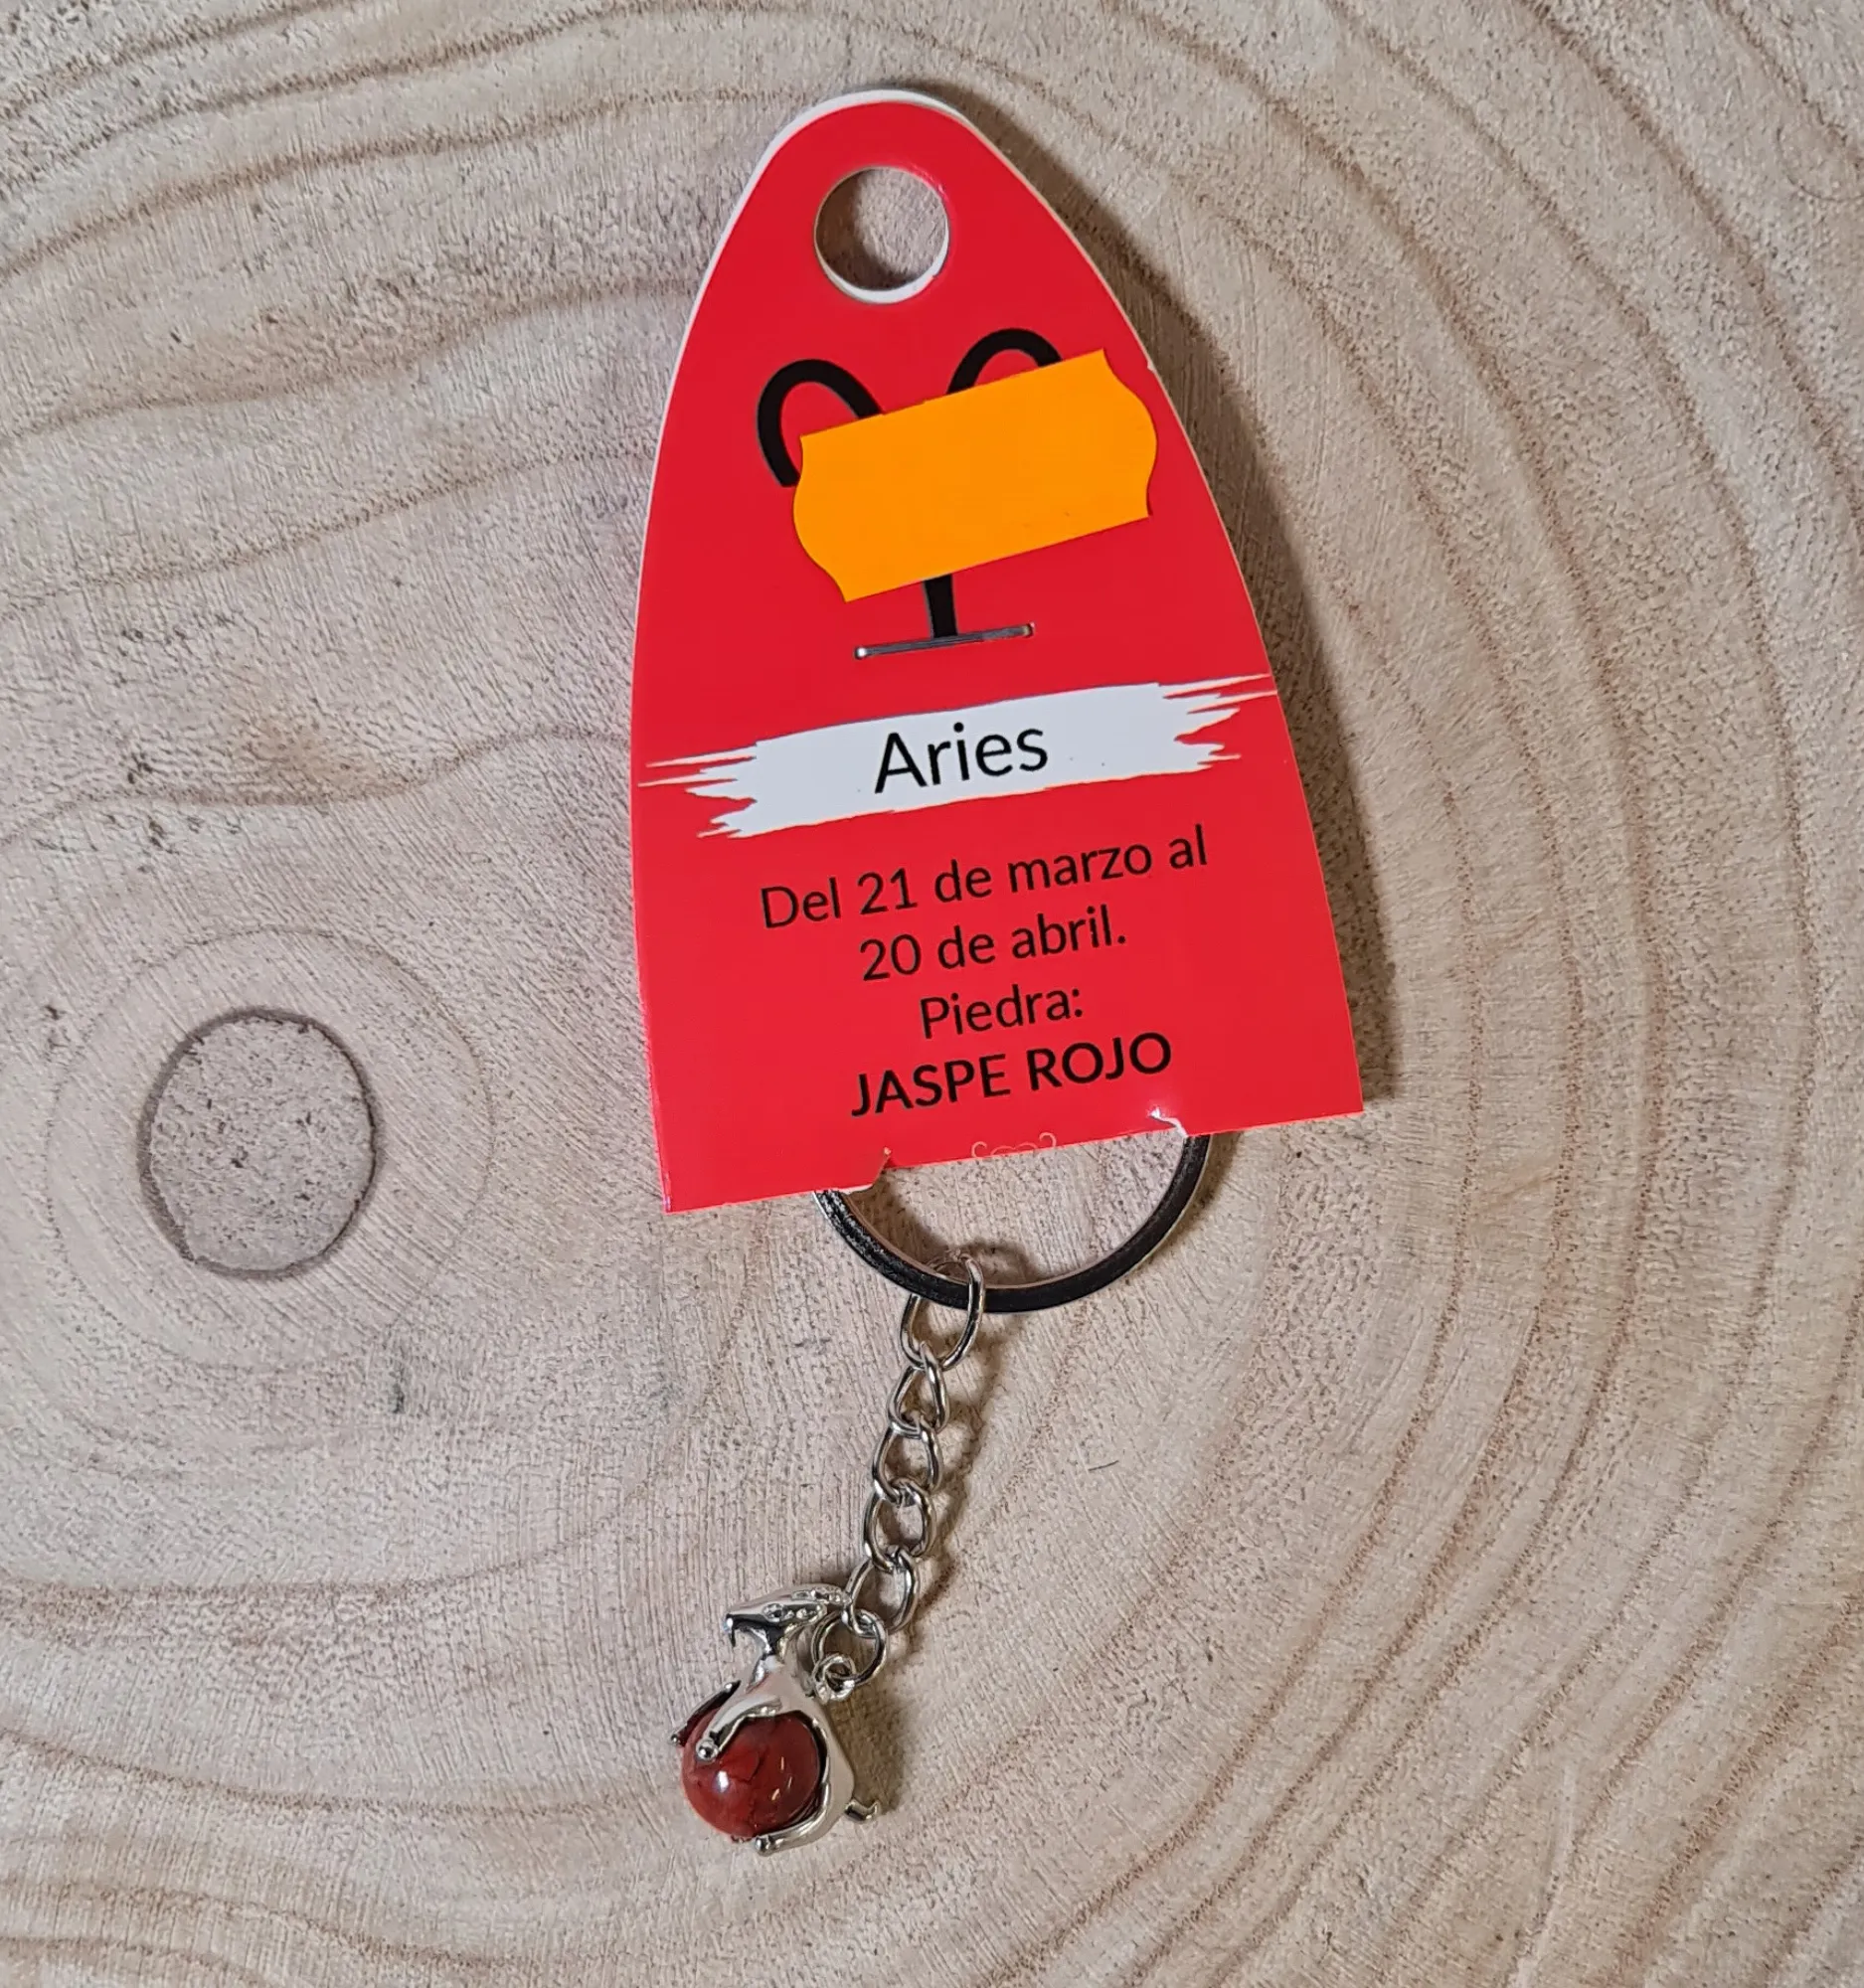 Aries
Del 21 de marzo al
20 de abril.
Piedra:
JASPE ROJO